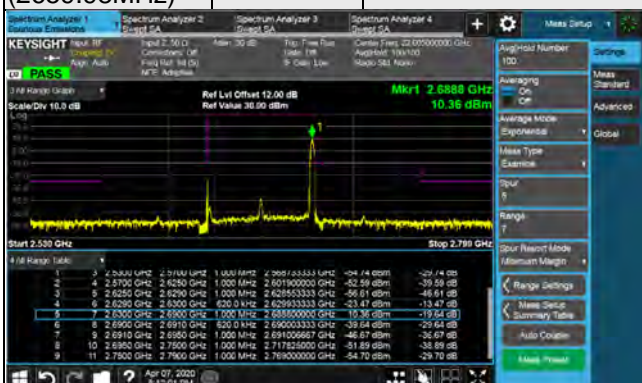 Spectrum Analyzer 1
Spurious Emissions
Spectrum Analyzer 2
Swept SA
Spectrum Analyzer 3
Swept SA
Spectrum Analyzer 4
Swept SA
Meas Setup
KEYSIGHT
Input: RF
Align: Auto
Input Z: 50 Ω
Corrections: Off
Freq Ref: Int (S)
NFE: Adaptive
Atten: 30 dB
Trig: Free Run
Gate: Off
IF Gain: Low
Center Freq: 22.005000000 GHz
Avg|Hold: 100/100
Radio Std: None
PASS
3 All Range Graph
Scale/Div 10.0 dB
Ref Lvl Offset 12.00 dB
Ref Value 30.00 dBm
Mkr1 2.6888 GHz
10.36 dBm
Log
1
Start 2.530 GHz
Stop 2.799 GHz
4 All Range Table
1 3 2.5300 GHz 2.5700 GHz 1.000 MHz 2.568733333 GHz -54.74 dBm -29.74 dB
2 4 2.5700 GHz 2.6250 GHz 1.000 MHz 2.601900000 GHz -52.59 dBm -39.59 dB
3 5 2.6250 GHz 2.6290 GHz 1.000 MHz 2.628553333 GHz -56.61 dBm -46.61 dB
4 6 2.6290 GHz 2.6300 GHz 620.0 kHz 2.629933333 GHz -23.47 dBm -13.47 dB
5 7 2.6300 GHz 2.6900 GHz 1.000 MHz 2.688800000 GHz 10.36 dBm -19.64 dB
6 8 2.6900 GHz 2.6910 GHz 620.0 kHz 2.690003333 GHz -39.64 dBm -29.64 dB
7 9 2.6910 GHz 2.6950 GHz 1.000 MHz 2.691006667 GHz -46.67 dBm -36.67 dB
8 10 2.6950 GHz 2.7500 GHz 1.000 MHz 2.717825000 GHz -51.89 dBm -38.89 dB
9 11 2.7500 GHz 2.7900 GHz 1.000 MHz 2.769000000 GHz -54.70 dBm -29.70 dB
Avg|Hold Number
100
Averaging
On
Off
Average Mode
Exponential
Meas Type
Examine
Spur
5
Range
7
Spur Report Mode
Minimum Margin
Range Settings
Meas Setup
Summary Table
Auto Couple
Meas Preset
Settings
Meas
Standard
Advanced
Global
Apr 07, 2020